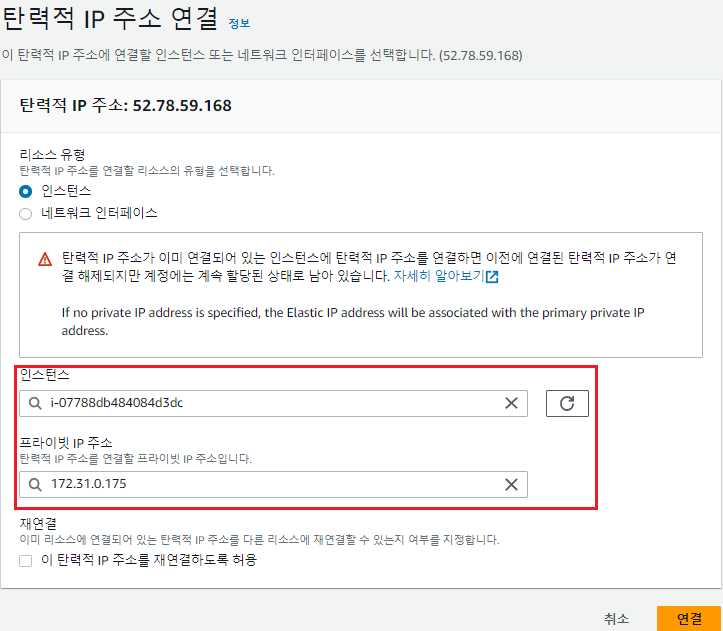 탄력적 IP 주소 연결 정보
이 탄력적 IP 주소에 연결할 인스턴스 또는 네트워크 인터페이스를 선택합니다. (52.78.59.168)
탄력적 IP 주소: 52.78.59.168
리소스 유형
탄력적 IP 주소를 연결할 리소스의 유형을 선택합니다.
인스턴스
네트워크 인터페이스
탄력적 IP 주소가 이미 연결되어 있는 인스턴스에 탄력적 IP 주소를 연결하면 이전에 연결된 탄력적 IP 주소가 연
결 해제되지만 계정에는 계속 할당된 상태로 남아 있습니다. 자세히 알아보기
If no private IP address is specified, the Elastic IP address will be associated with the primary private IP
address.
인스턴스
i-07788db484084d3dc
프라이빗 IP 주소
탄력적 IP 주소를 연결할 프라이빗 IP 주소입니다.
172.31.0.175
재연결
이미 리소스에 연결되어 있는 탄력적 IP 주소를 다른 리소스에 재연결할 수 있는지 여부를 지정합니다.
이 탄력적 IP 주소를 재연결하도록 허용
취소 연결